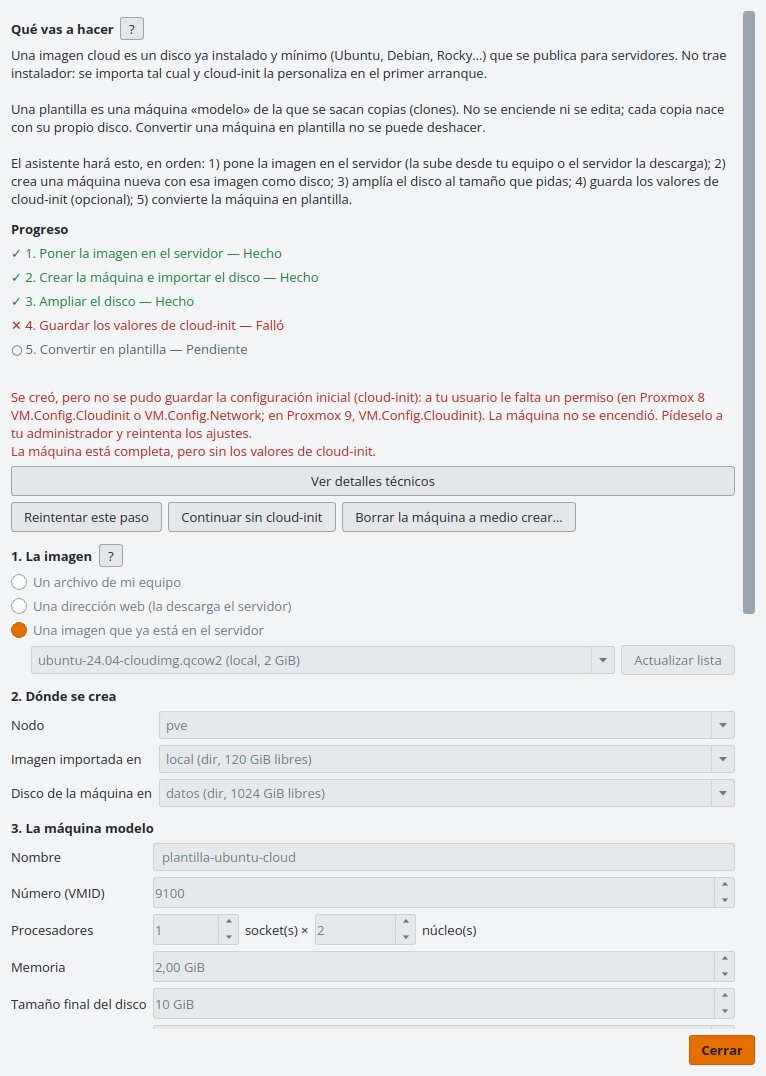 Qué vas a hacer ?
Una imagen cloud es un disco ya instalado y mínimo (Ubuntu, Debian, Rocky...) que se publica para servidores. No trae
instalador: se importa tal cual y cloud-init la personaliza en el primer arranque.
Una plantilla es una máquina «modelo» de la que se sacan copias (clones). No se enciende ni se edita; cada copia nace
con su propio disco. Convertir una máquina en plantilla no se puede deshacer.
El asistente hará esto, en orden: 1) pone la imagen en el servidor (la sube desde tu equipo o el servidor la descarga); 2)
crea una máquina nueva con esa imagen como disco; 3) amplía el disco al tamaño que pidas; 4) guarda los valores de
cloud-init (opcional); 5) convierte la máquina en plantilla.
Progreso
✓ 1. Poner la imagen en el servidor — Hecho
✓ 2. Crear la máquina e importar el disco — Hecho
✓ 3. Ampliar el disco — Hecho
✕ 4. Guardar los valores de cloud-init — Falló
○ 5. Convertir en plantilla — Pendiente
Se creó, pero no se pudo guardar la configuración inicial (cloud-init): a tu usuario le falta un permiso (en Proxmox 8
VM.Config.Cloudinit o VM.Config.Network; en Proxmox 9, VM.Config.Cloudinit). La máquina no se encendió. Pídeselo a
tu administrador y reintenta los ajustes.
La máquina está completa, pero sin los valores de cloud-init.
Ver detalles técnicos
Reintentar este paso Continuar sin cloud-init Borrar la máquina a medio crear...
1. La imagen ?
Un archivo de mi equipo
Una dirección web (la descarga el servidor)
Una imagen que ya está en el servidor
ubuntu-24.04-cloudimg.qcow2 (local, 2 GiB) Actualizar lista
2. Dónde se crea
Nodo pve
Imagen importada en local (dir, 120 GiB libres)
Disco de la máquina en datos (dir, 1024 GiB libres)
3. La máquina modelo
Nombre plantilla-ubuntu-cloud
Número (VMID) 9100
Procesadores 1 socket(s) × 2 núcleo(s)
Memoria 2,00 GiB
Tamaño final del disco 10 GiB
Cerrar